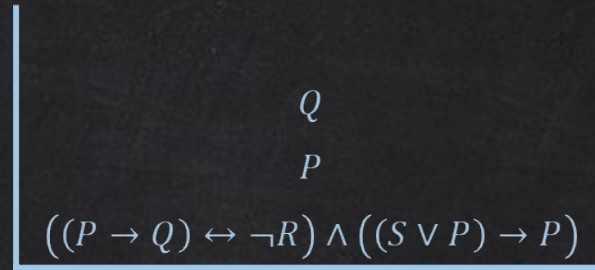 Q
P
((P → Q) ↔ ¬R) ∧ ((S ∨ P) → P)